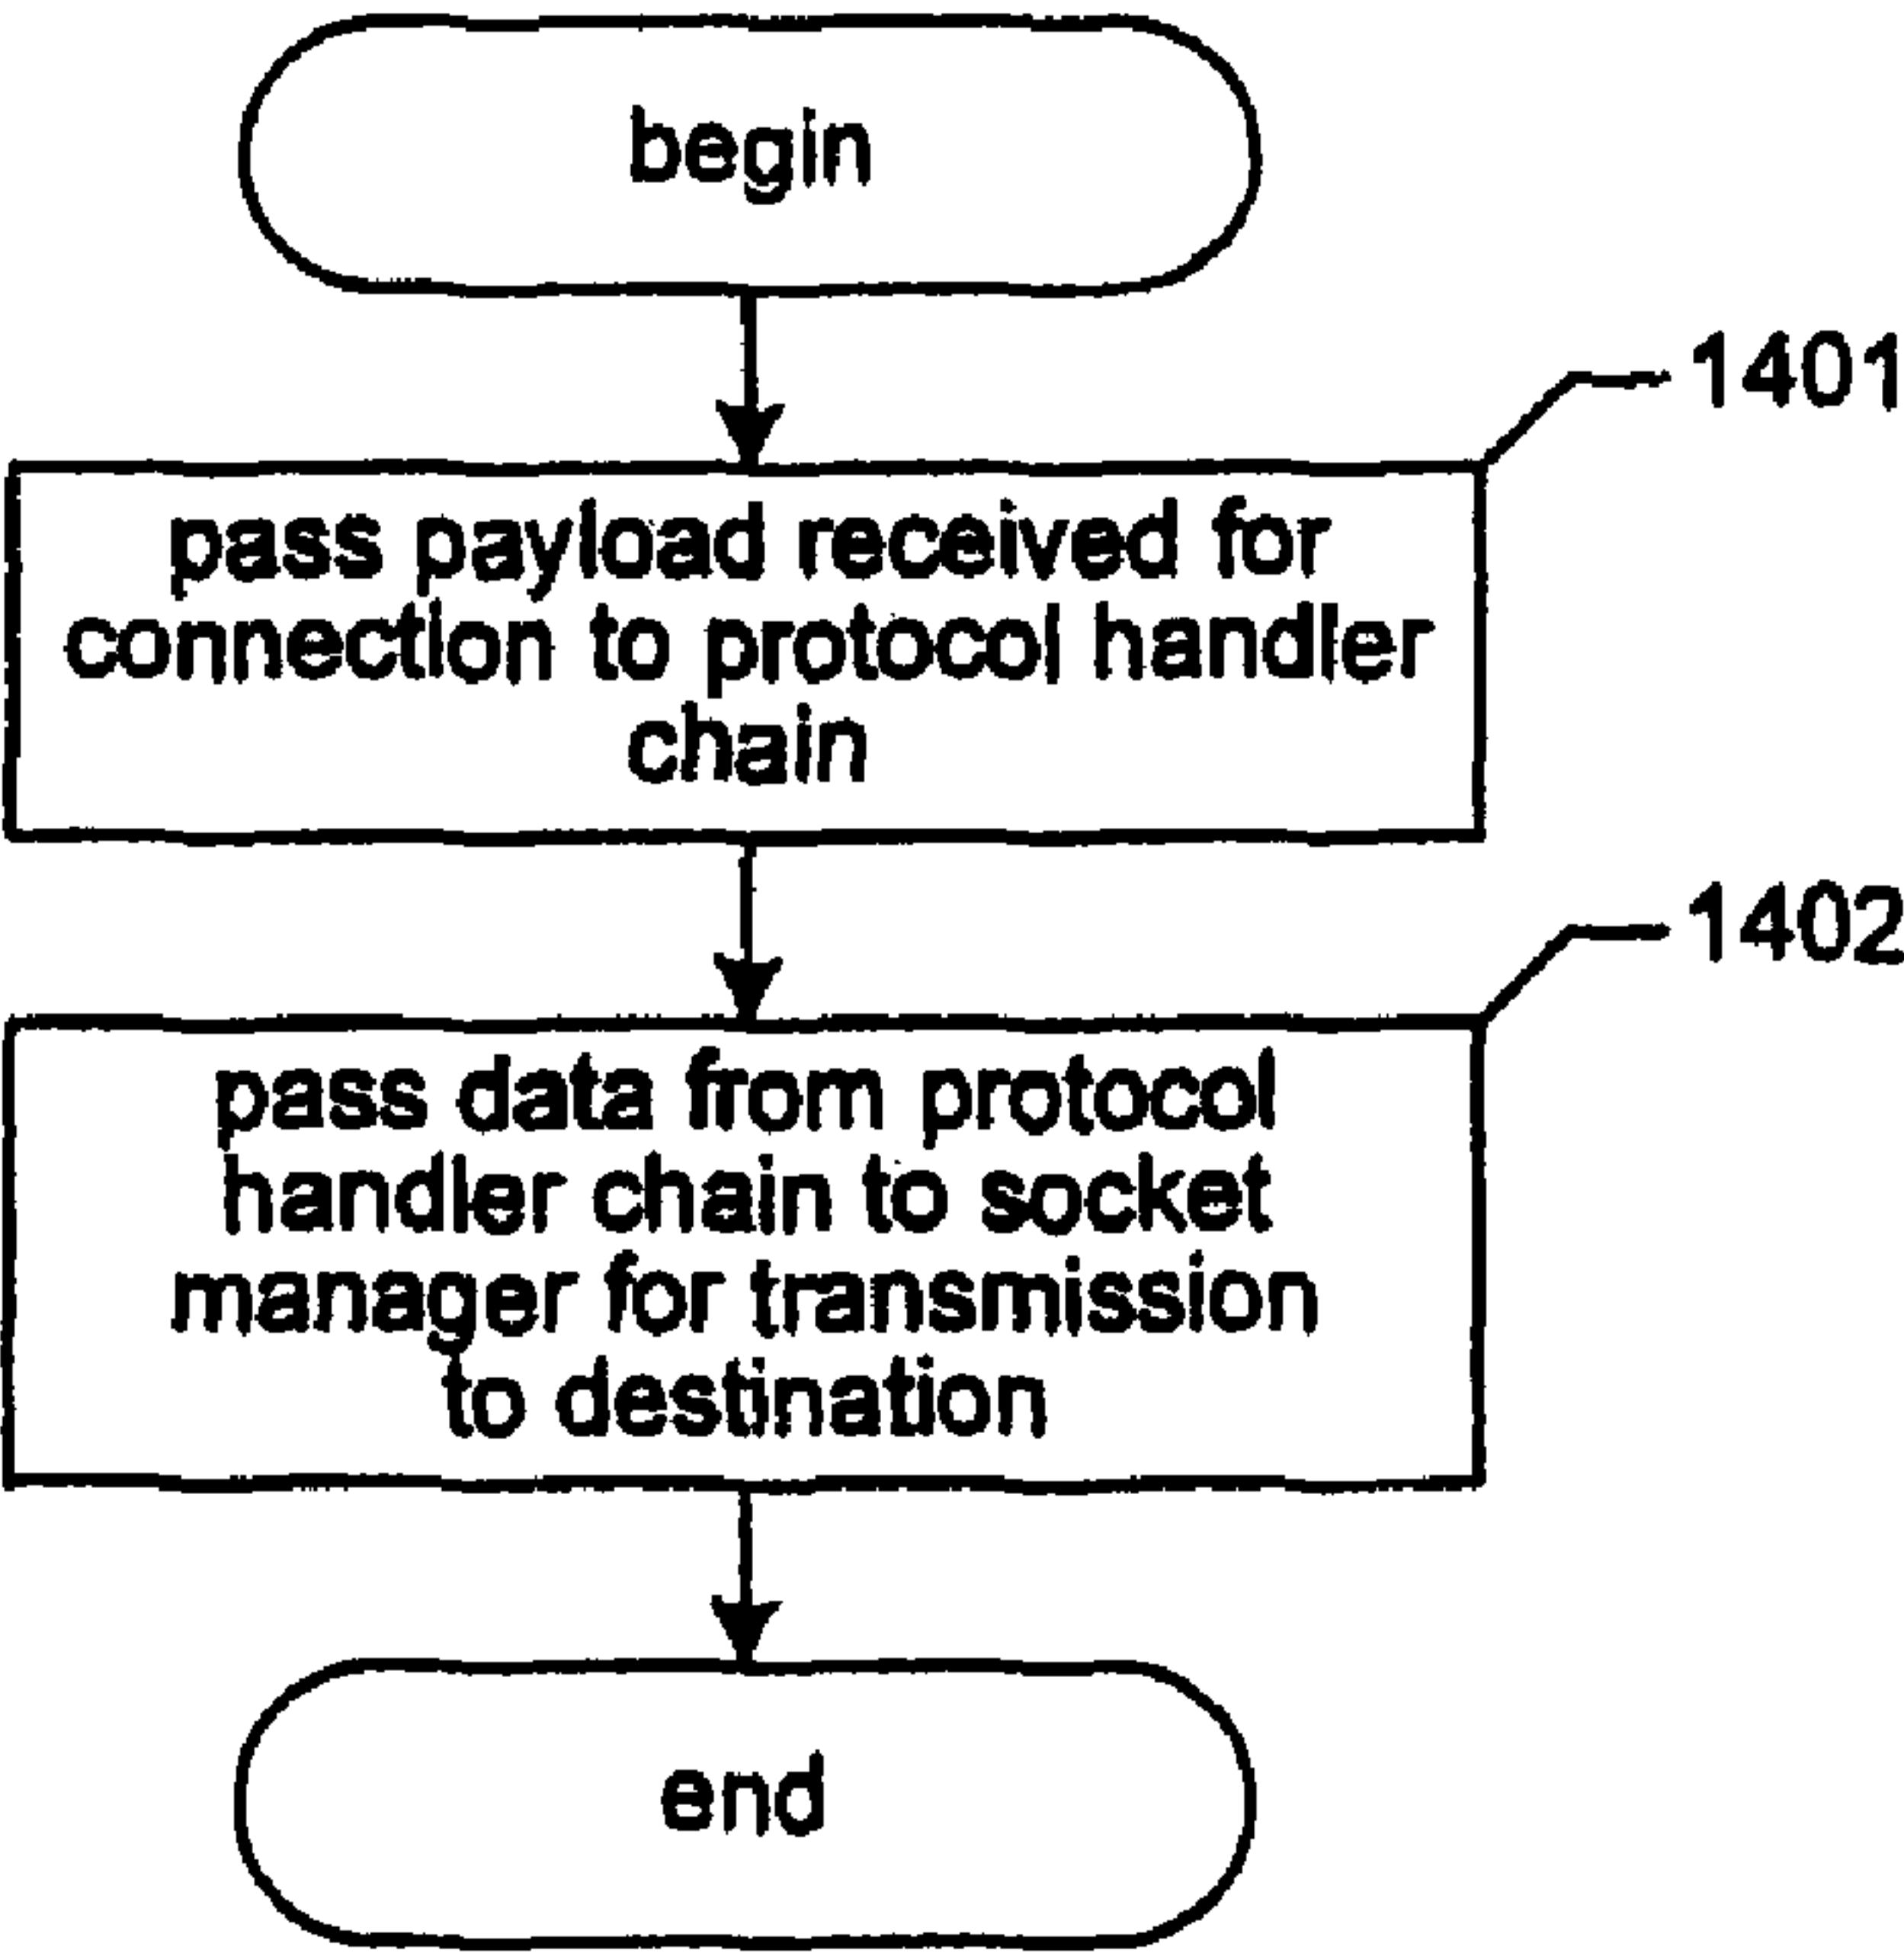 begin
1401
pass payload received for
connection to protocol handler
chain
1402
pass data from protocol
handler chain to socket
manager for transmission
to destination
end